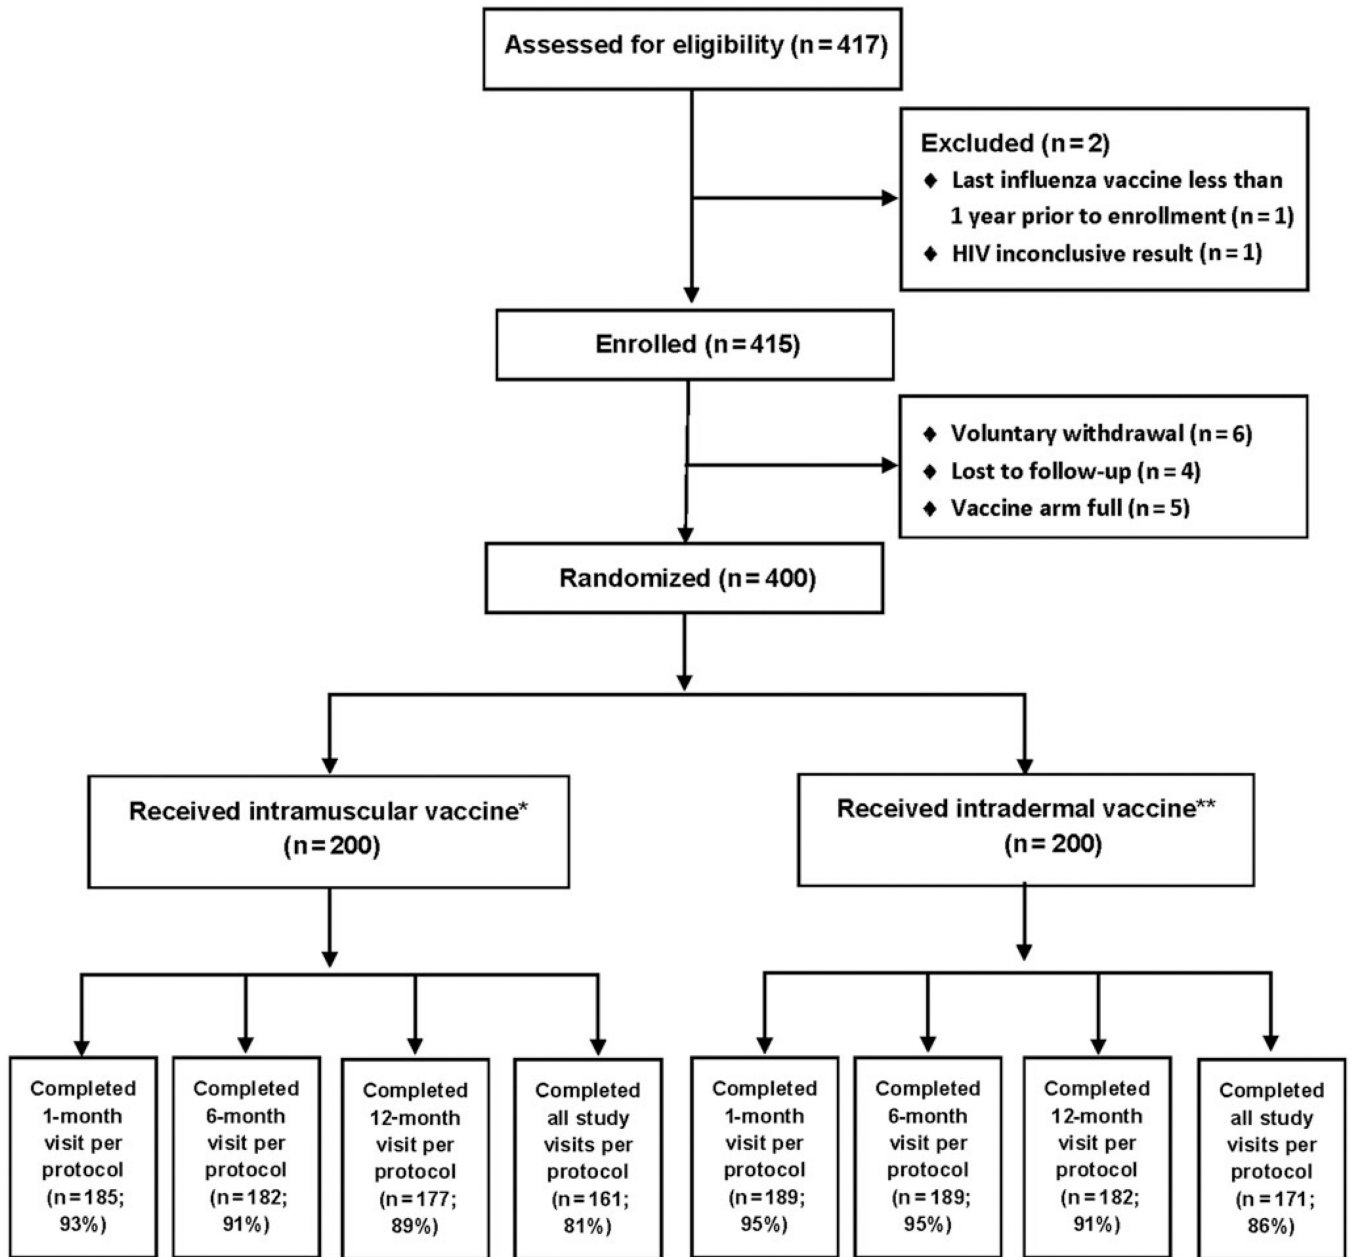 Assessed for eligibility (n=417)
Excluded (n=2)
♦ Last influenza vaccine less than
1 year prior to enrollment (n=1)
♦ HIV inconclusive result (n=1)
Enrolled (n=415)
♦ Voluntary withdrawal (n=6)
♦ Lost to follow-up (n=4)
♦ Vaccine arm full (n=5)
Randomized (n=400)
Received intramuscular vaccine*
(n=200)
Received intradermal vaccine**
(n=200)
Completed
1-month
visit per
protocol
(n=185;
93%)
Completed
6-month
visit per
protocol
(n=182;
91%)
Completed
12-month
visit per
protocol
(n=177;
89%)
Completed
all study
visits per
protocol
(n=161;
81%)
Completed
1-month
visit per
protocol
(n=189;
95%)
Completed
6-month
visit per
protocol
(n=189;
95%)
Completed
12-month
visit per
protocol
(n=182;
91%)
Completed
all study
visits per
protocol
(n=171;
86%)